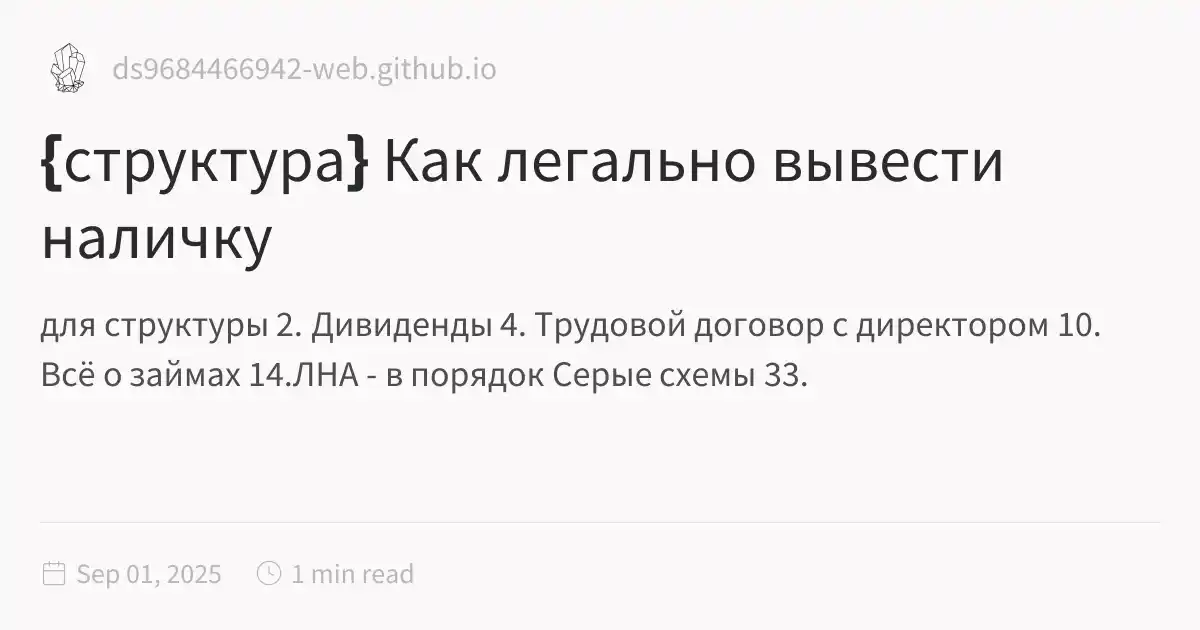 ds9684466942-web.github.io
{структура} Как легально вывести
наличку
для структуры 2. Дивиденды 4. Трудовой договор с директором 10.
Всё о займах 14.ЛНА - в порядок Серые схемы 33.
Sep 01, 2025 1 min read